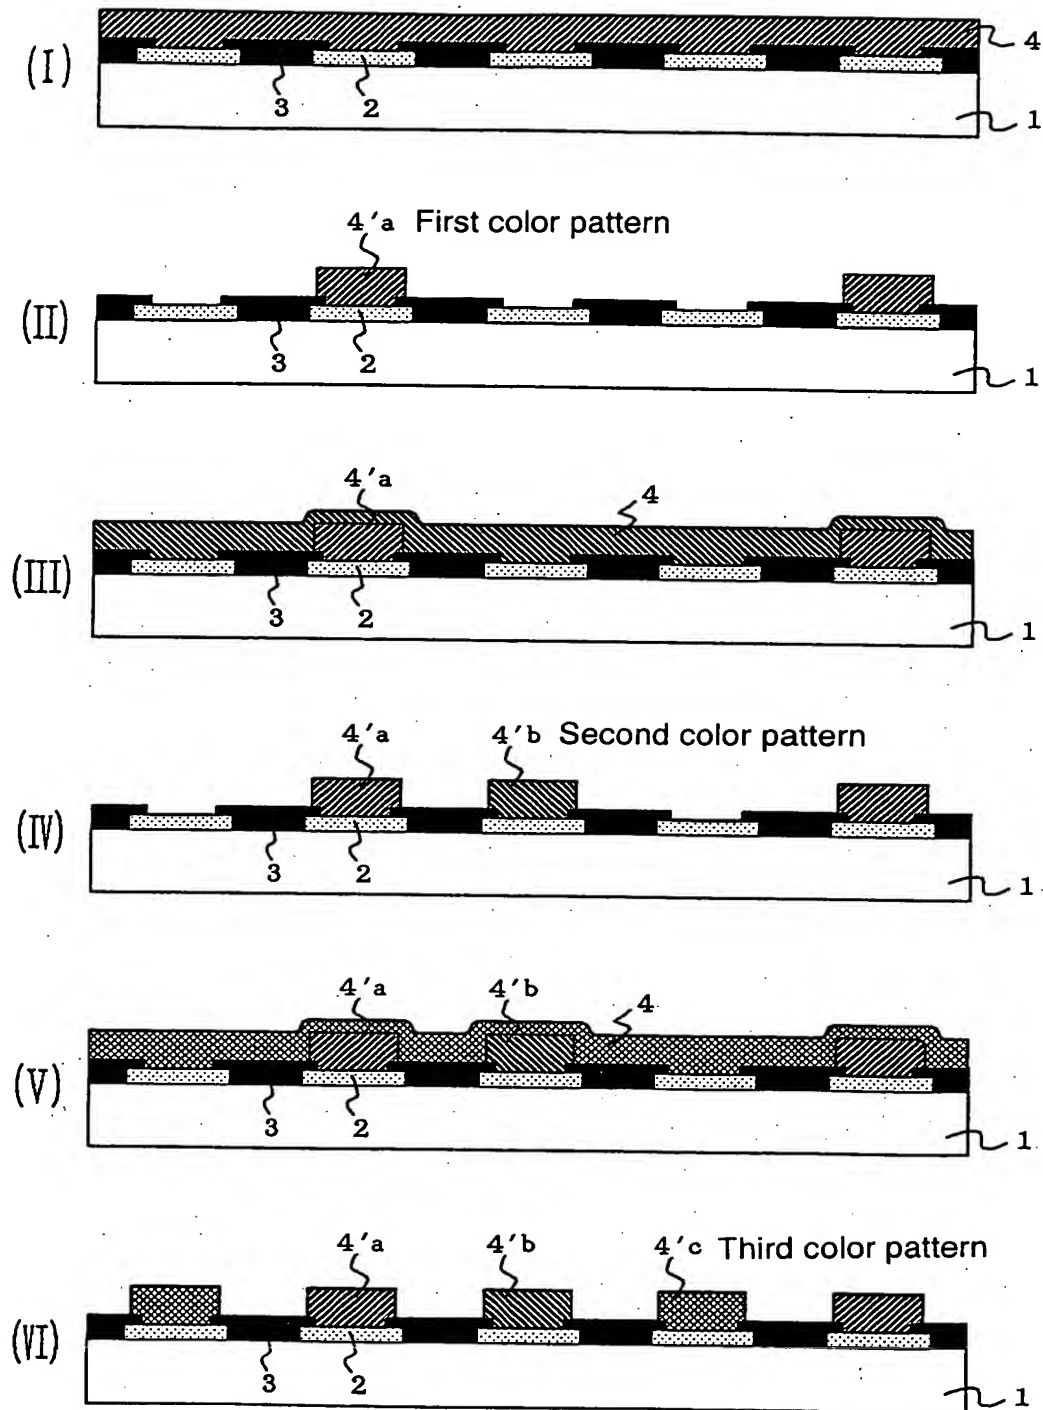 (I)
4
3
2
1
4'a First color pattern
(II)
3
2
1
4'a
4
(III)
3
2
1
4'a
4'b Second color pattern
(IV)
3
2
1
4'a
4'b
4
(V)
3
2
1
4'a
4'b
4'c Third color pattern
(VI)
3
2
1